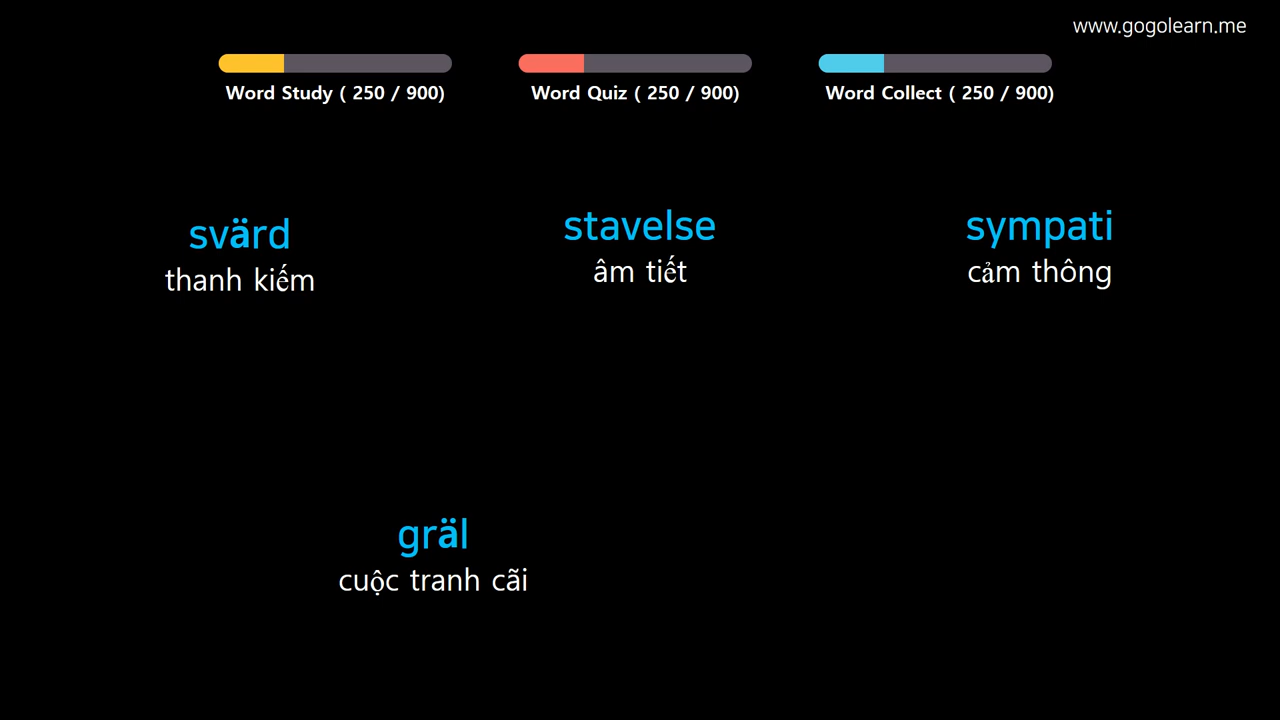 www.gogolearn.me
Word Study ( 250 / 900)
Word Quiz ( 250 / 900)
Word Collect ( 250 / 900)
svärd
thanh kiếm
stavelse
âm tiết
sympati
cảm thông
gräl
cuộc tranh cãi